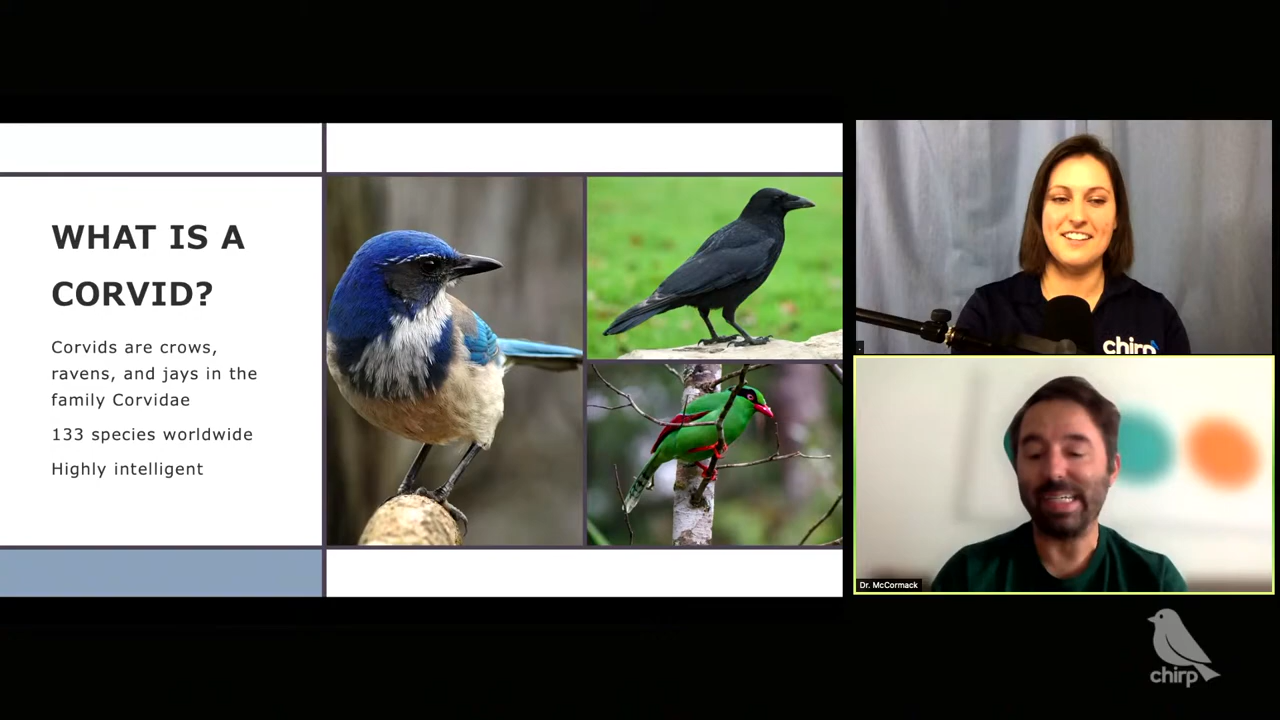 WHAT IS A
CORVID?
Corvids are crows,
ravens, and jays in the
family Corvidae
133 species worldwide
Highly intelligent
chirp
Dr. McCormack
chirp